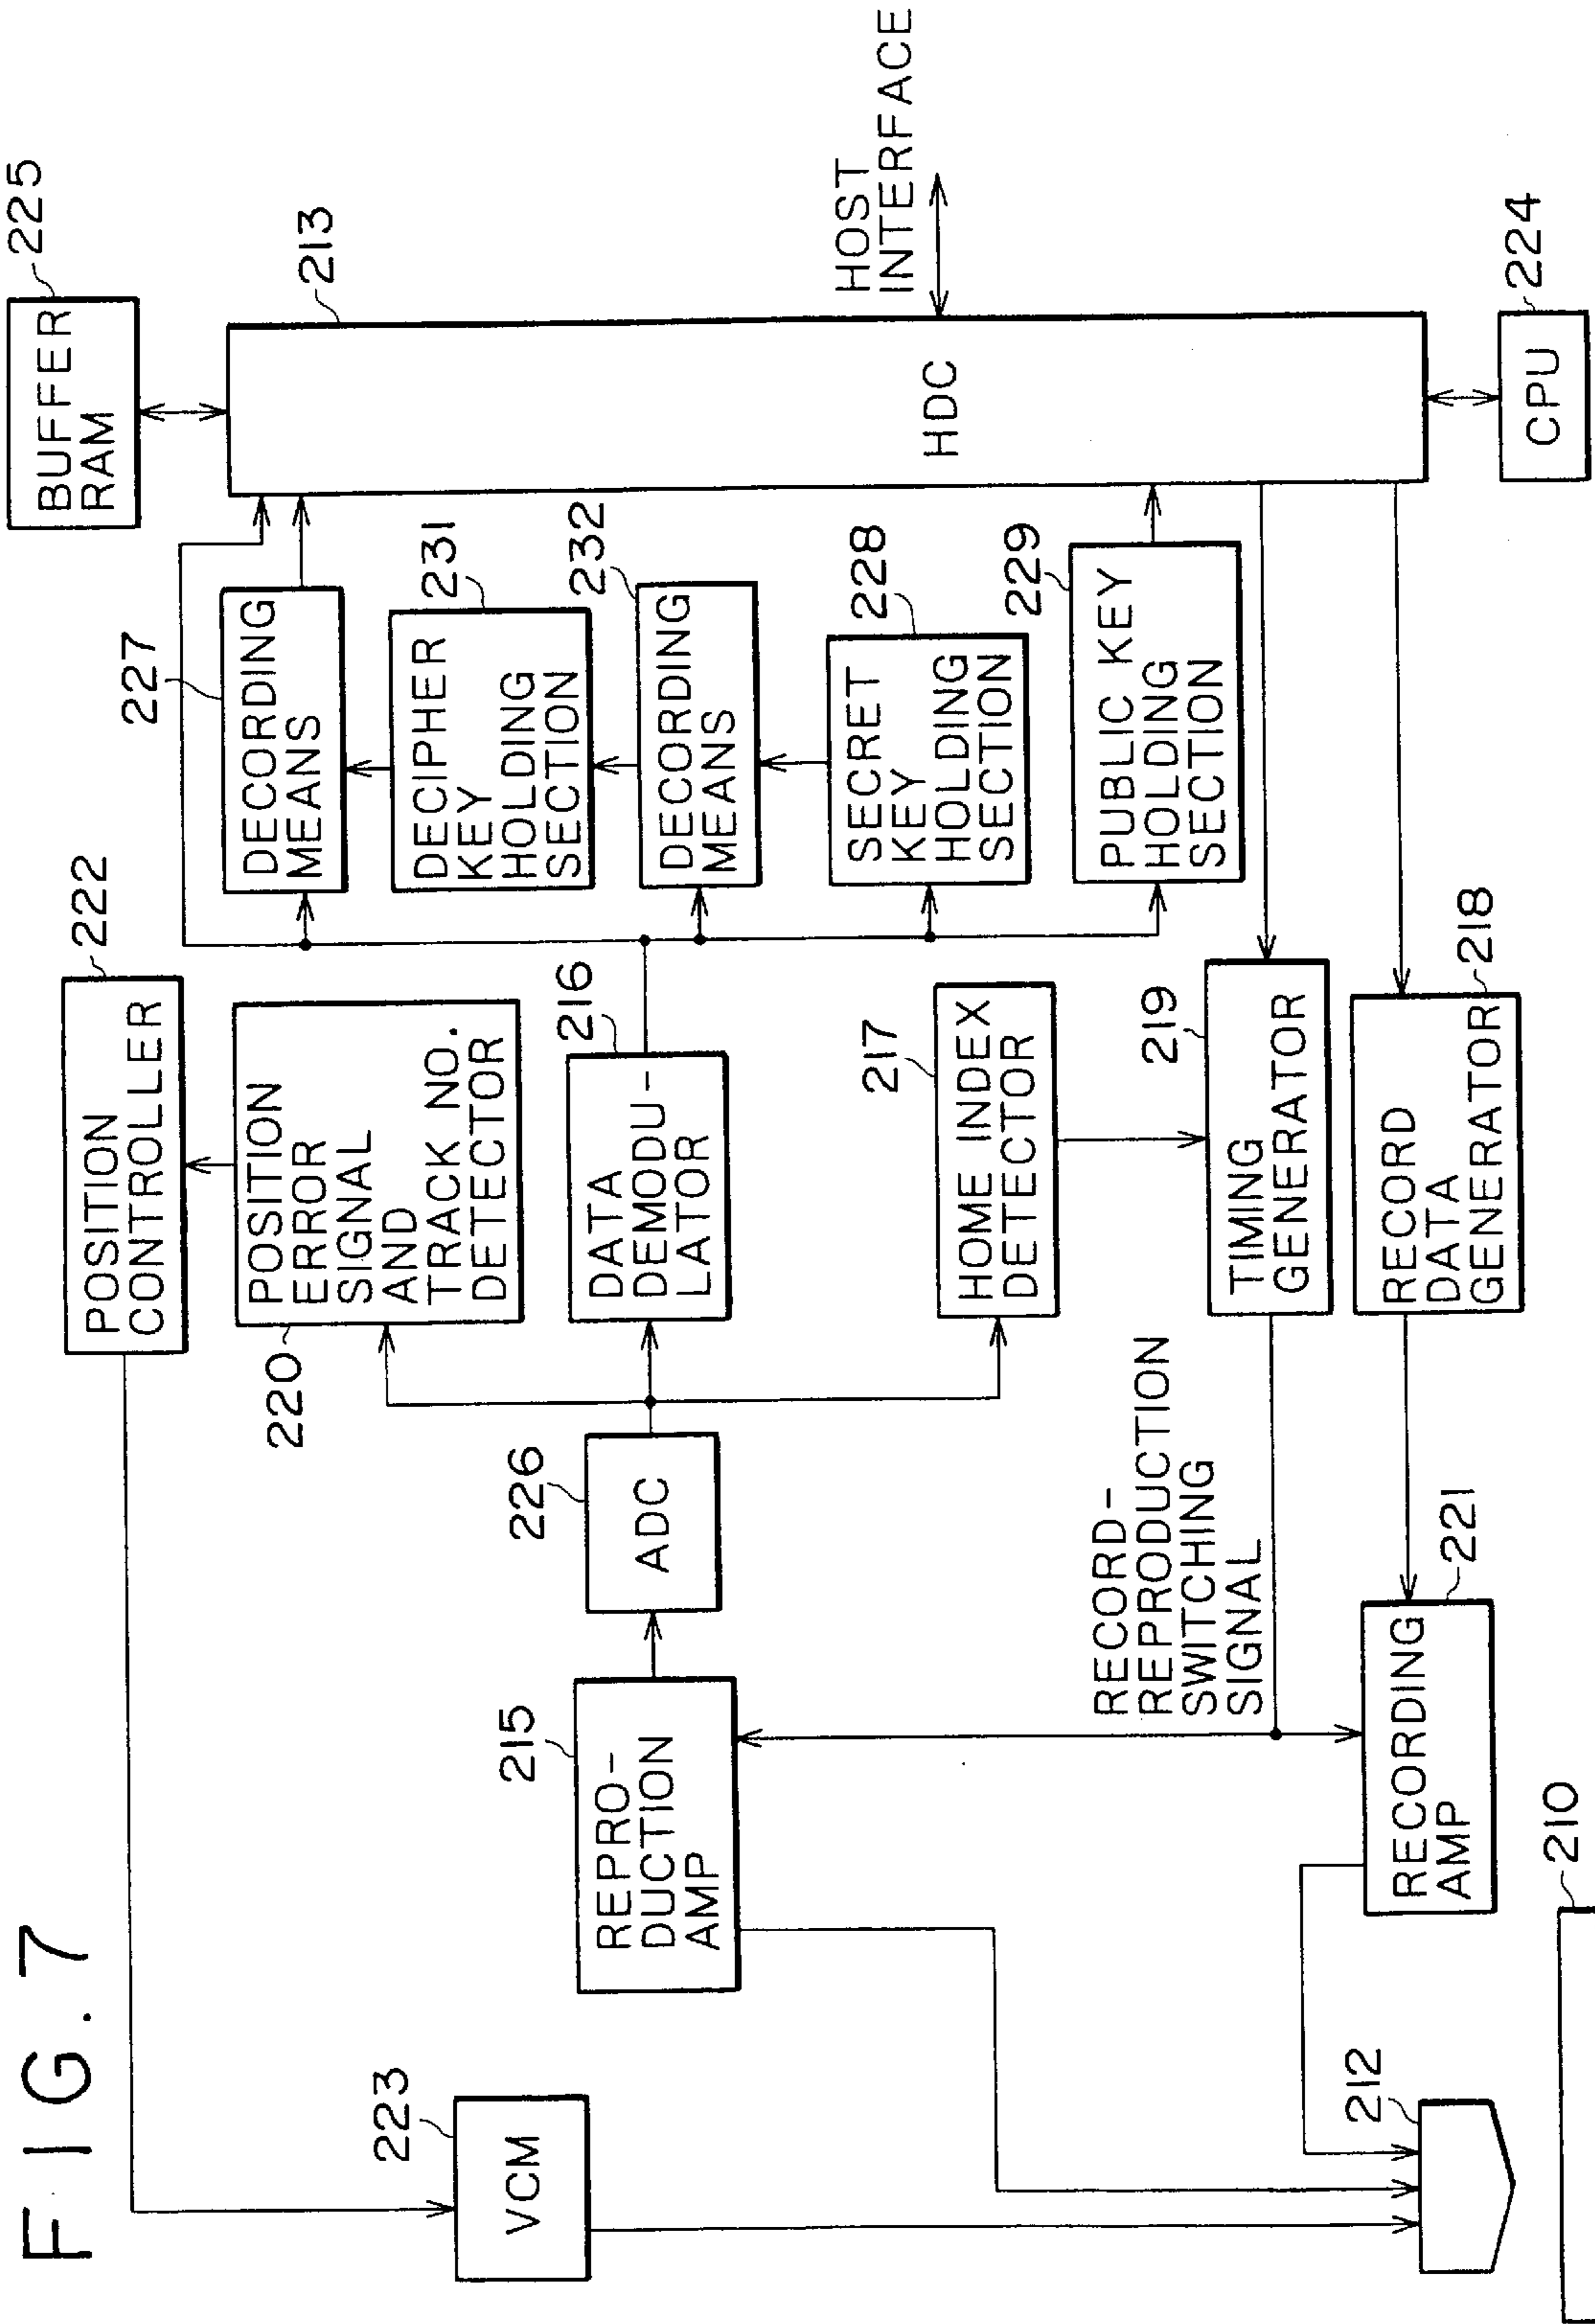 FIG. 7
222
POSITION
CONTROLLER
225
BUFFER
RAM
223
VCM
220
POSITION
ERROR
SIGNAL
AND
TRACK NO.
DETECTOR
227
DECORDING
MEANS
213
HDC
231
DECIPHER
KEY
HOLDING
SECTION
215
REPRO-
DUCTION
AMP
226
ADC
216
DATA
DEMODU-
LATOR
232
DECORDING
MEANS
HOST
INTERFACE
228
SECRET
KEY
HOLDING
SECTION
217
HOME INDEX
DETECTOR
229
PUBLIC KEY
HOLDING
SECTION
RECORD-
REPRODUCTION
SWITCHING
SIGNAL
219
TIMING
GENERATOR
212
221
RECORDING
AMP
218
RECORD
DATA
GENERATOR
224
CPU
210